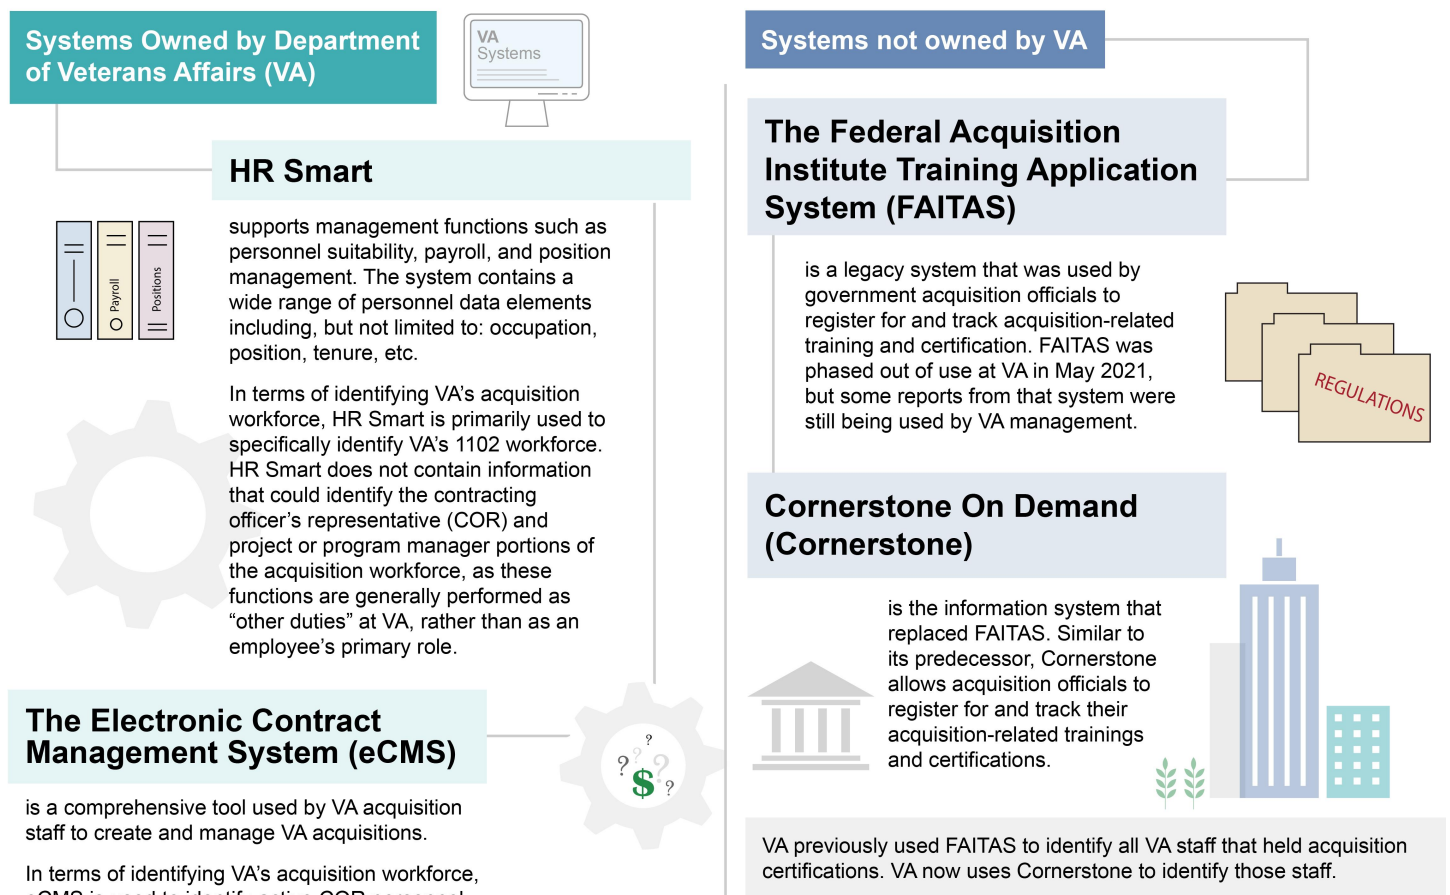 Systems Owned by Department
of Veterans Affairs (VA)
VA
Systems
HR Smart
Payroll
Positions
supports management functions such as
personnel suitability, payroll, and position
management. The system contains a
wide range of personnel data elements
including, but not limited to: occupation,
position, tenure, etc.
In terms of identifying VA’s acquisition
workforce, HR Smart is primarily used to
specifically identify VA’s 1102 workforce.
HR Smart does not contain information
that could identify the contracting
officer’s representative (COR) and
project or program manager portions of
the acquisition workforce, as these
functions are generally performed as
“other duties” at VA, rather than as an
employee’s primary role.
The Electronic Contract
Management System (eCMS)
?
? ? ?
$ ?
is a comprehensive tool used by VA acquisition
staff to create and manage VA acquisitions.
In terms of identifying VA’s acquisition workforce,
eCMS is used to identify active COR personnel
Systems not owned by VA
The Federal Acquisition
Institute Training Application
System (FAITAS)
is a legacy system that was used by
government acquisition officials to
register for and track acquisition-related
training and certification. FAITAS was
phased out of use at VA in May 2021,
but some reports from that system were
still being used by VA management.
REGULATIONS
Cornerstone On Demand
(Cornerstone)
is the information system that
replaced FAITAS. Similar to
its predecessor, Cornerstone
allows acquisition officials to
register for and track their
acquisition-related trainings
and certifications.
VA previously used FAITAS to identify all VA staff that held acquisition
certifications. VA now uses Cornerstone to identify those staff.